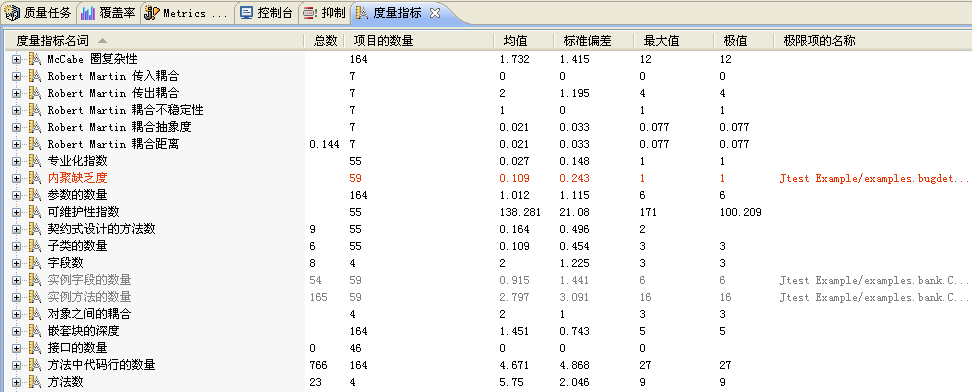 质量任务 覆盖率 Metrics ... 控制台 抑制 度量指标
度量指标名词 总数 项目的数量 均值 标准偏差 最大值 极值 极限项的名称
McCabe 圈复杂性 164 1.732 1.415 12 12
Robert Martin 传入耦合 7 0 0 0 0
Robert Martin 传出耦合 7 2 1.195 4 4
Robert Martin 耦合不稳定性 7 1 0 1 1
Robert Martin 耦合抽象度 7 0.021 0.033 0.077 0.077
Robert Martin 耦合距离 0.144 7 0.021 0.033 0.077 0.077
专业化指数 55 0.027 0.148 1 1
内聚缺乏度 59 0.109 0.243 1 1 Jtest Example/examples.bugdet...
参数的数量 164 1.012 1.115 6 6
可维护性指数 55 138.281 21.08 171 100.209
契约式设计的方法数 9 55 0.164 0.496 2
子类的数量 6 55 0.109 0.454 3 3
字段数 8 4 2 1.225 3 3
实例字段的数量 54 59 0.915 1.441 6 6 Jtest Example/examples.bank.C...
实例方法的数量 165 59 2.797 3.091 16 16 Jtest Example/examples.bank.C...
对象之间的耦合 4 2 1 3 3
嵌套块的深度 164 1.451 0.743 5 5
接口的数量 0 46 0 0 0
方法中代码行的数量 766 164 4.671 4.868 27 27
方法数 23 4 5.75 2.046 9 9